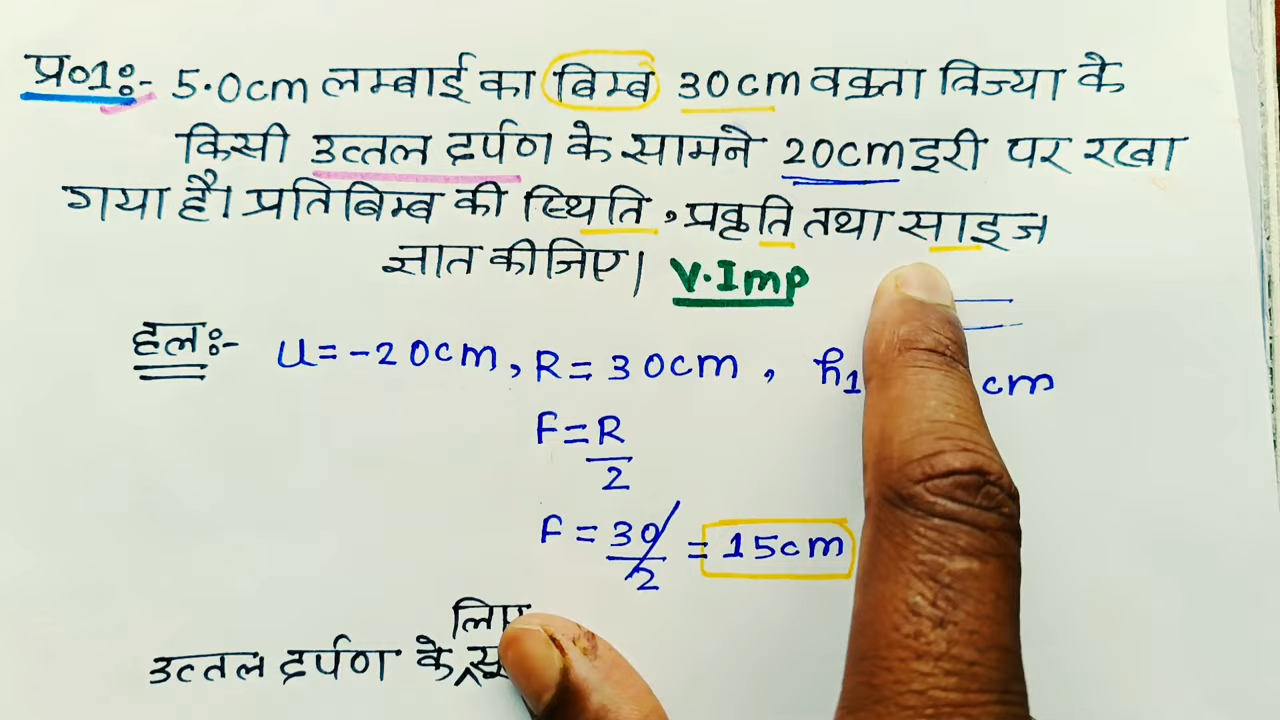 प्र०1ः- 5.0cm लम्बाई का बिम्ब 30cm वक्रता त्रिज्या के
किसी उत्तल दर्पण के सामने 20cm दूरी पर रखा
गया है। प्रतिबिम्ब की स्थिति, प्रकृति तथा साइज
ज्ञात कीजिए। V.Imp
हलः- u = -20cm, R = 30cm, h1 cm
F = R/2
F = 30/2 = 15cm
लिए
उत्तल दर्पण के